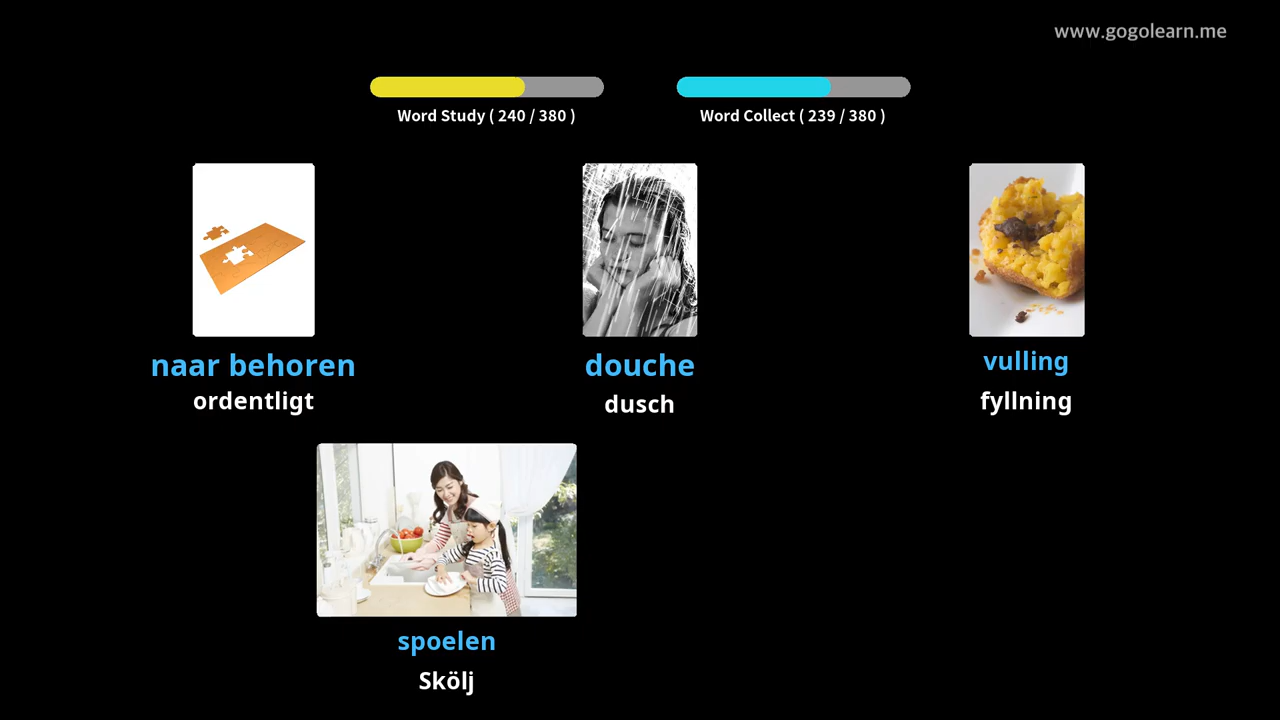 www.gogolearn.me
Word Study ( 240 / 380 )
Word Collect ( 239 / 380 )
naar behoren
ordentligt
douche
dusch
vulling
fyllning
spoelen
Skölj